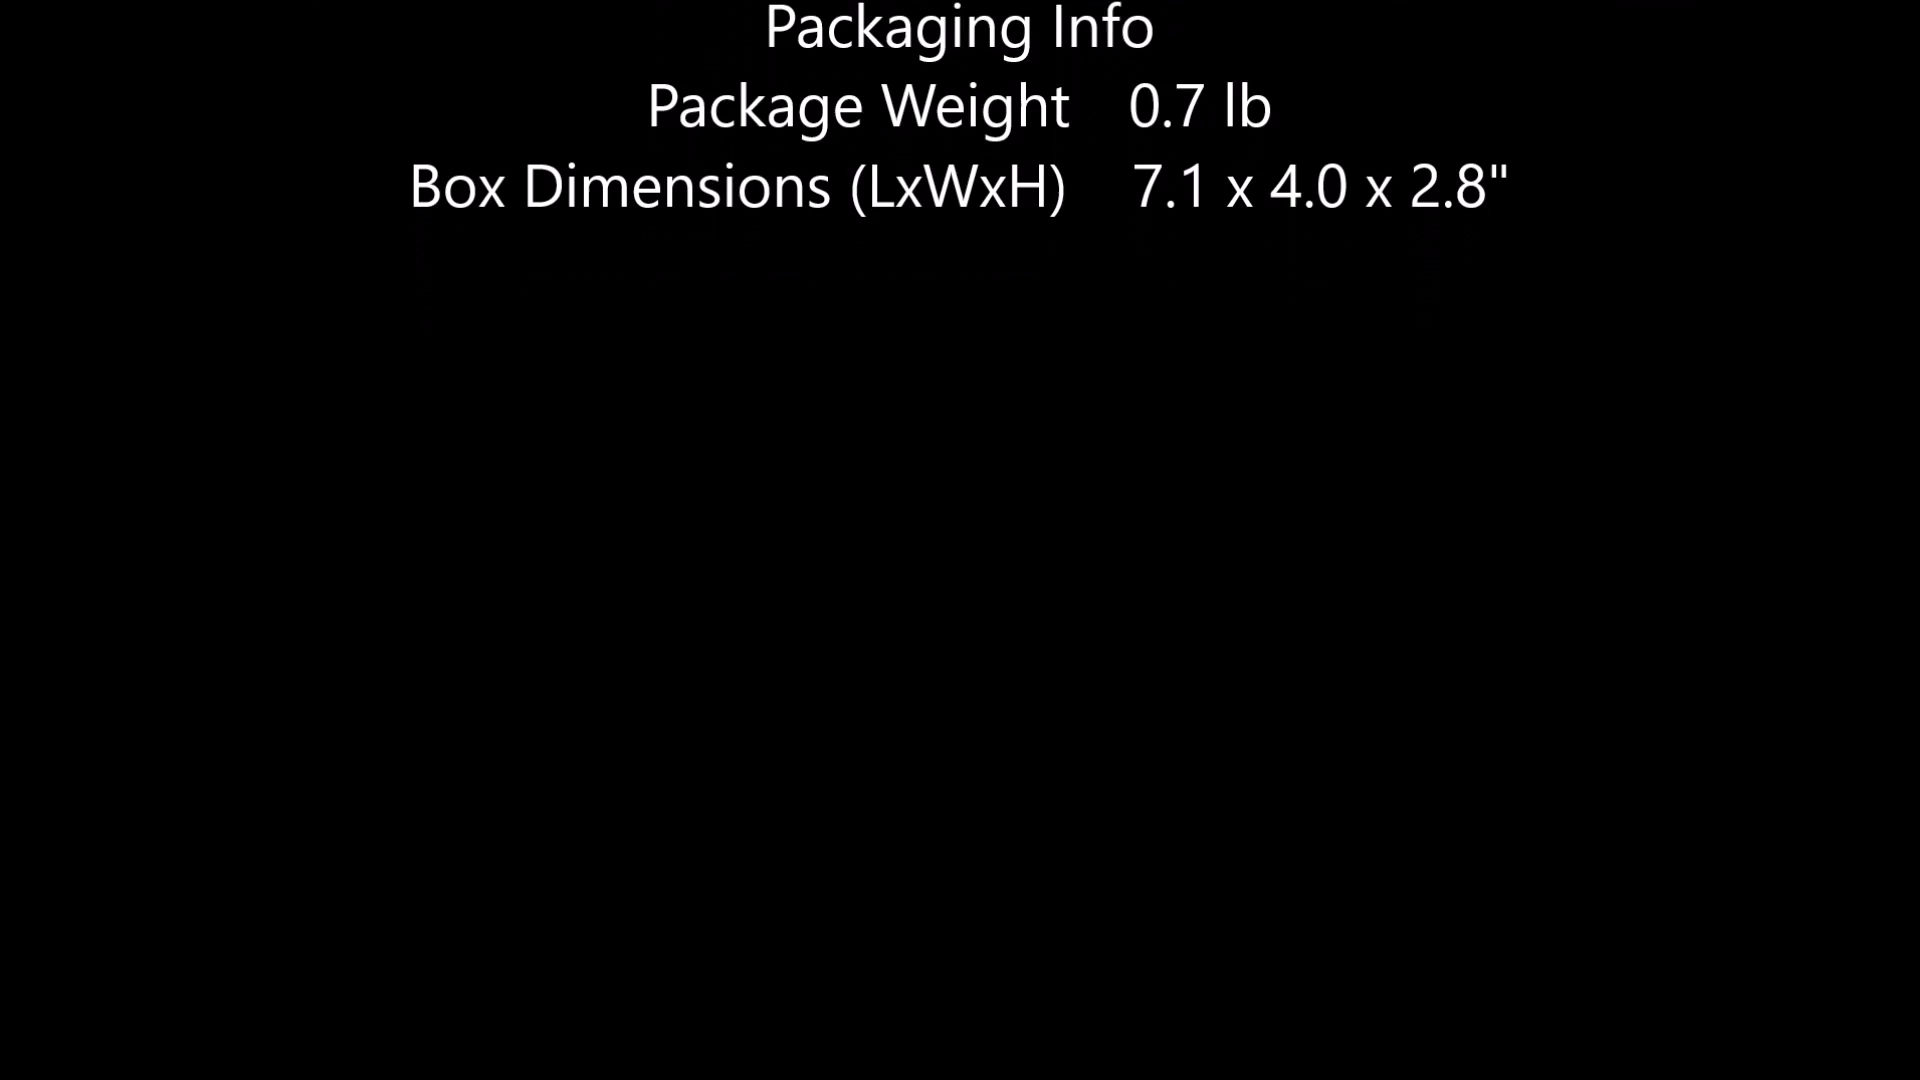 Packaging Info
Package Weight    0.7 lb
Box Dimensions (LxWxH)    7.1 x 4.0 x 2.8"